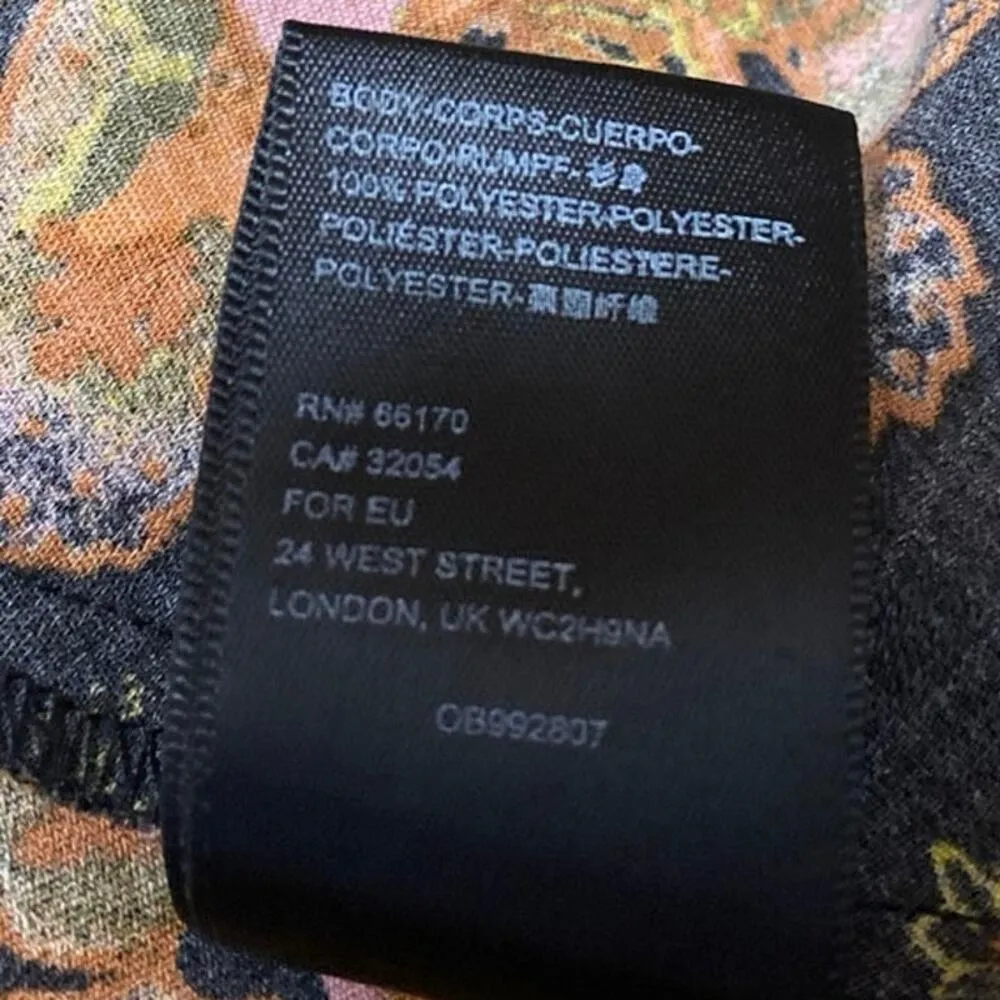 BODY-CORPS-CUERPO-
CORPO-RUMPF-衫身
100% POLYESTER-POLYESTER-
POLIÉSTER-POLIESTERE-
POLYESTER-聚酯纤维
RN# 66170
CA# 32054
FOR EU
24 WEST STREET,
LONDON, UK WC2H9NA
OB992807